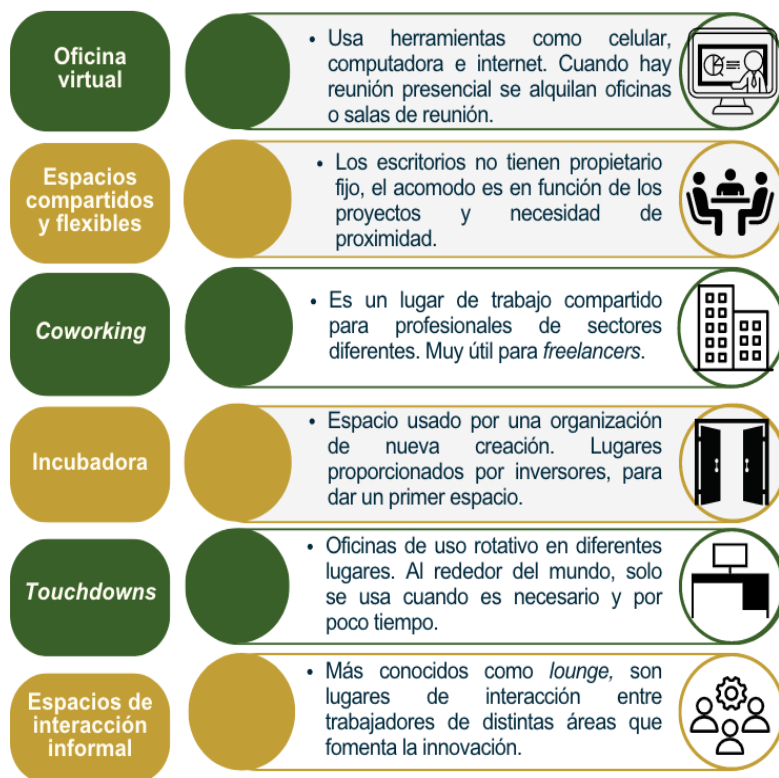 Oficina
virtual
• Usa herramientas como celular,
computadora e internet. Cuando hay
reunión presencial se alquilan oficinas
o salas de reunión.
Espacios
compartidos
y flexibles
• Los escritorios no tienen propietario
fijo, el acomodo es en función de los
proyectos y necesidad de
proximidad.
Coworking
• Es un lugar de trabajo compartido
para profesionales de sectores
diferentes. Muy útil para freelancers.
Incubadora
• Espacio usado por una organización
de nueva creación. Lugares
proporcionados por inversores, para
dar un primer espacio.
Touchdowns
• Oficinas de uso rotativo en diferentes
lugares. Al rededor del mundo, solo
se usa cuando es necesario y por
poco tiempo.
Espacios de
interacción
informal
• Más conocidos como lounge, son
lugares de interacción entre
trabajadores de distintas áreas que
fomenta la innovación.